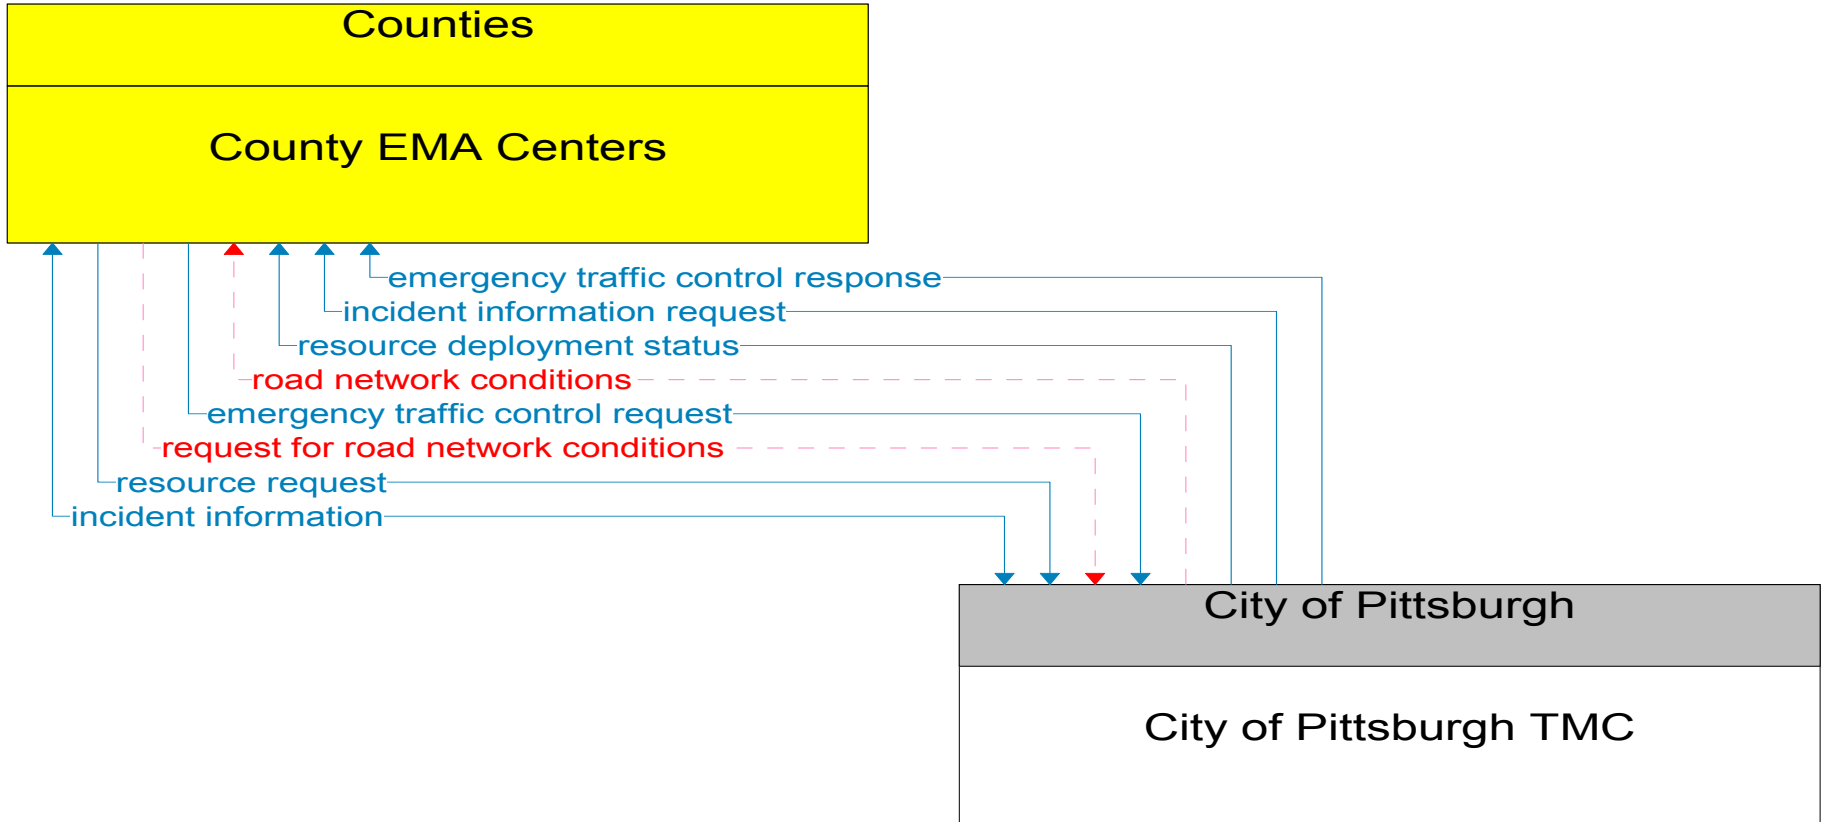 Counties
County EMA Centers
emergency traffic control response
incident information request
resource deployment status
road network conditions
emergency traffic control request
request for road network conditions
resource request
incident information
City of Pittsburgh
City of Pittsburgh TMC